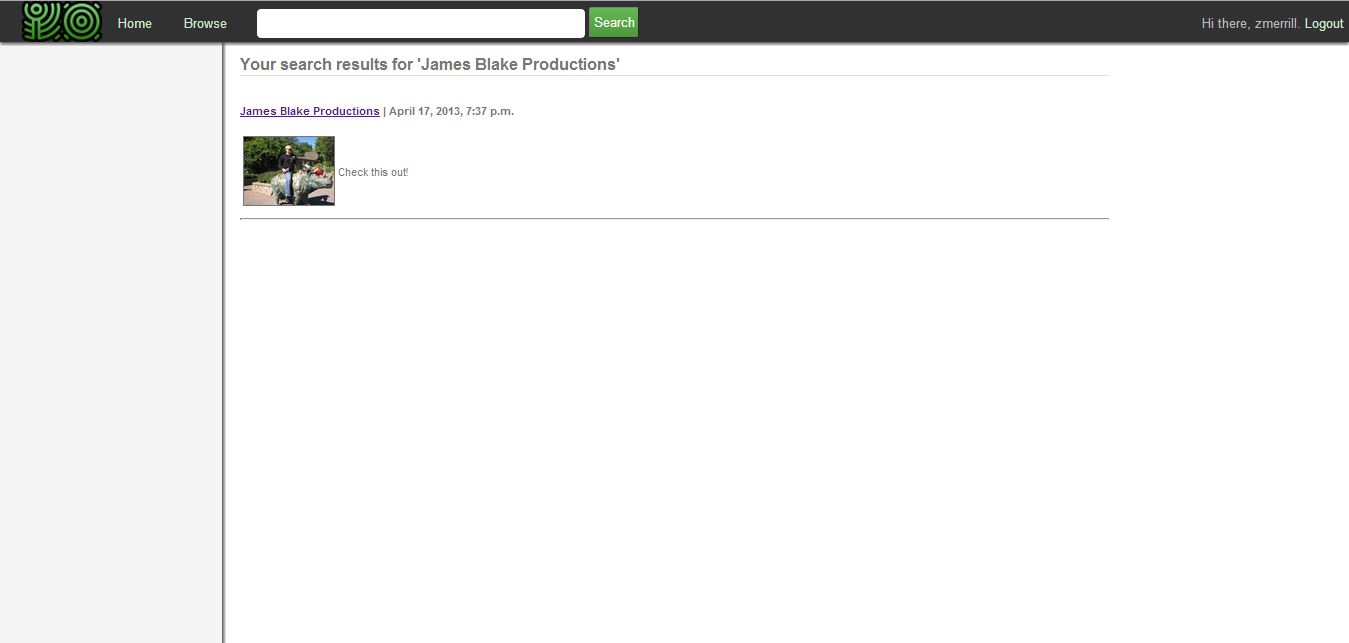 Home Browse Search Hi there, zmerrill. Logout
Your search results for 'James Blake Productions'
James Blake Productions | April 17, 2013, 7:37 p.m.
Check this out!